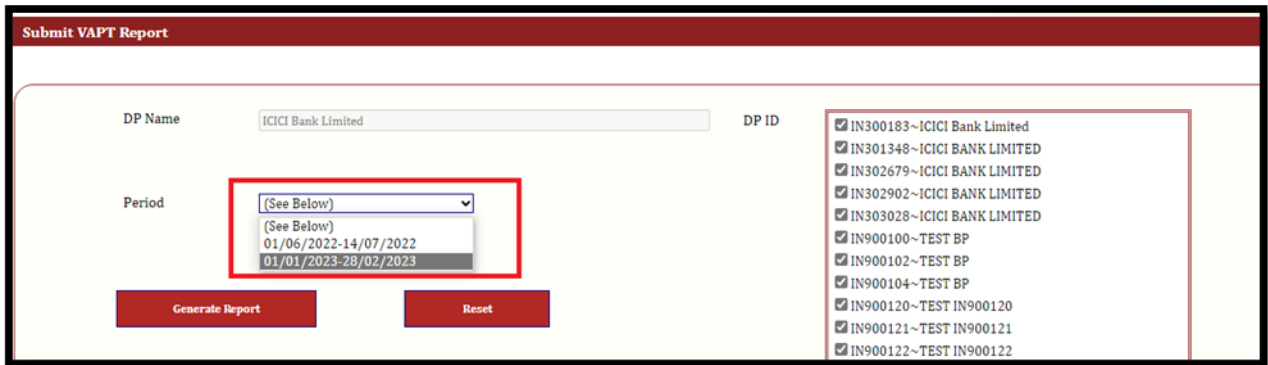 Submit VAPT Report
DP Name
ICICI Bank Limited
DP ID
IN300183~ICICI Bank Limited
IN301348~ICICI BANK LIMITED
IN302679~ICICI BANK LIMITED
IN302902~ICICI BANK LIMITED
IN303028~ICICI BANK LIMITED
IN900100~TEST BP
IN900102~TEST BP
IN900104~TEST BP
IN900120~TEST IN900120
IN900121~TEST IN900121
IN900122~TEST IN900122
Period
(See Below)
(See Below)
01/06/2022-14/07/2022
01/01/2023-28/02/2023
Generate Report
Reset